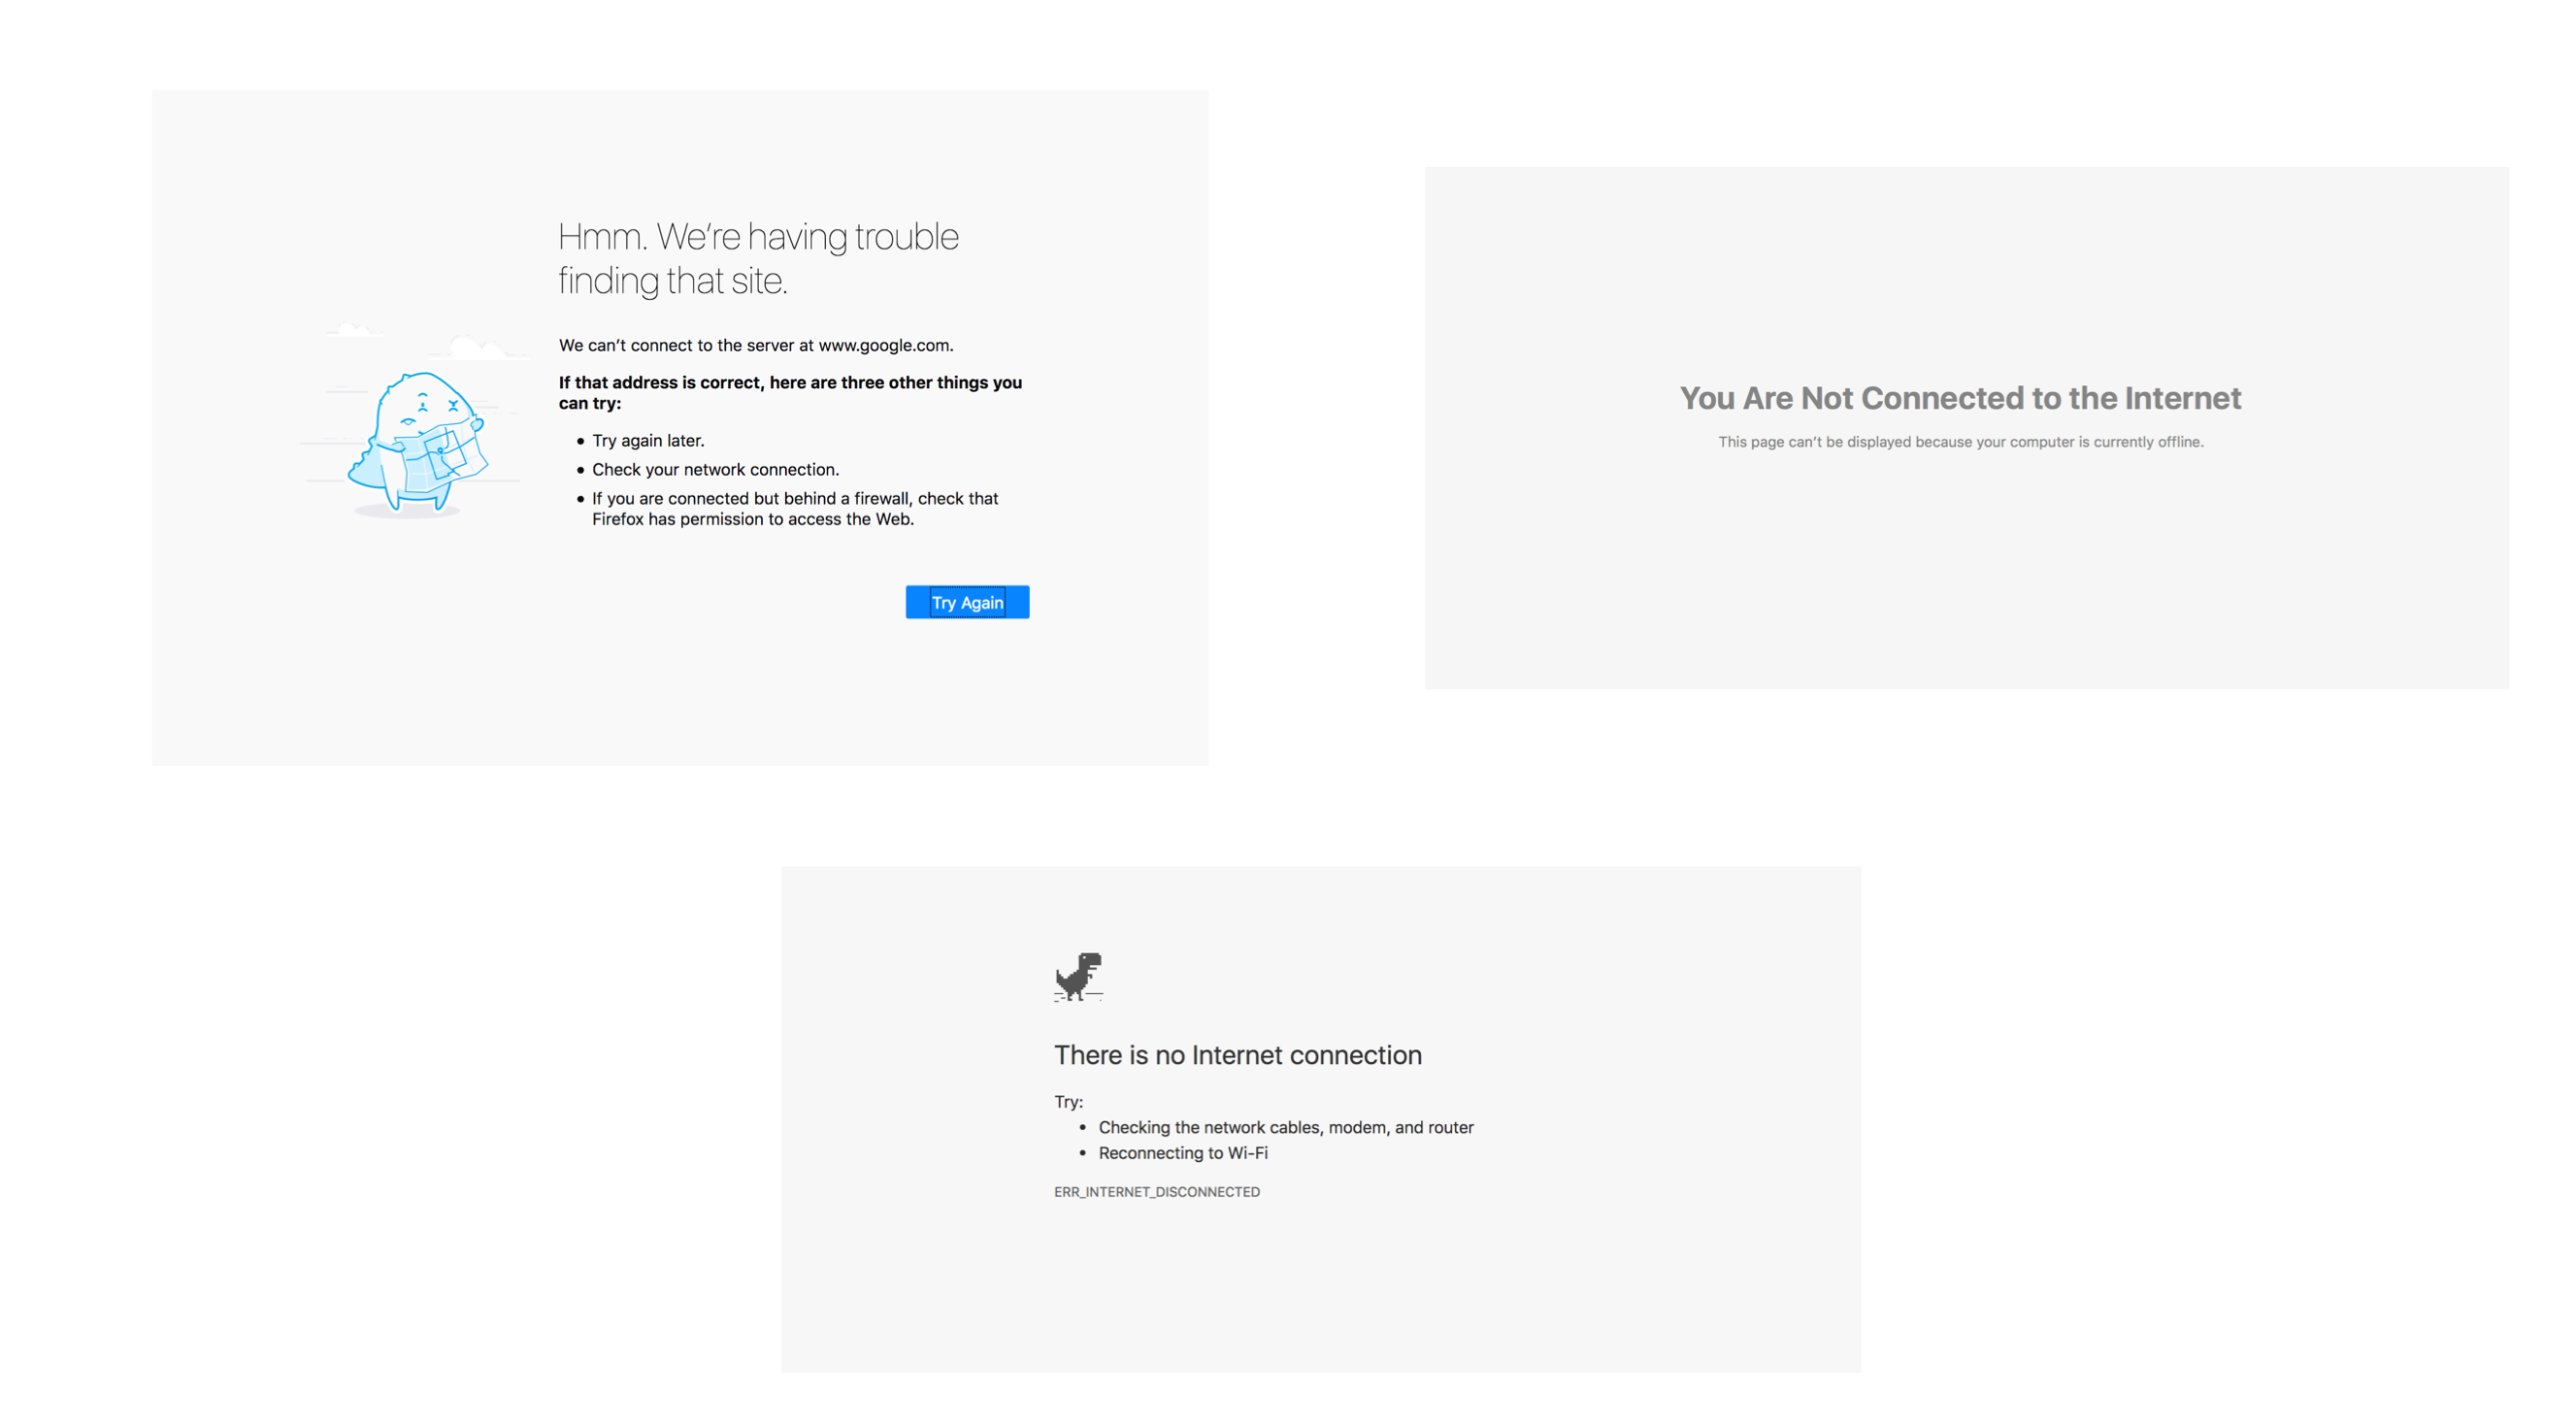 Hmm. We’re having trouble
finding that site.
We can’t connect to the server at www.google.com.
If that address is correct, here are three other things you
can try:
• Try again later.
• Check your network connection.
• If you are connected but behind a firewall, check that
Firefox has permission to access the Web.
Try Again
You Are Not Connected to the Internet
This page can’t be displayed because your computer is currently offline.
There is no Internet connection
Try:
• Checking the network cables, modem, and router
• Reconnecting to Wi-Fi
ERR_INTERNET_DISCONNECTED